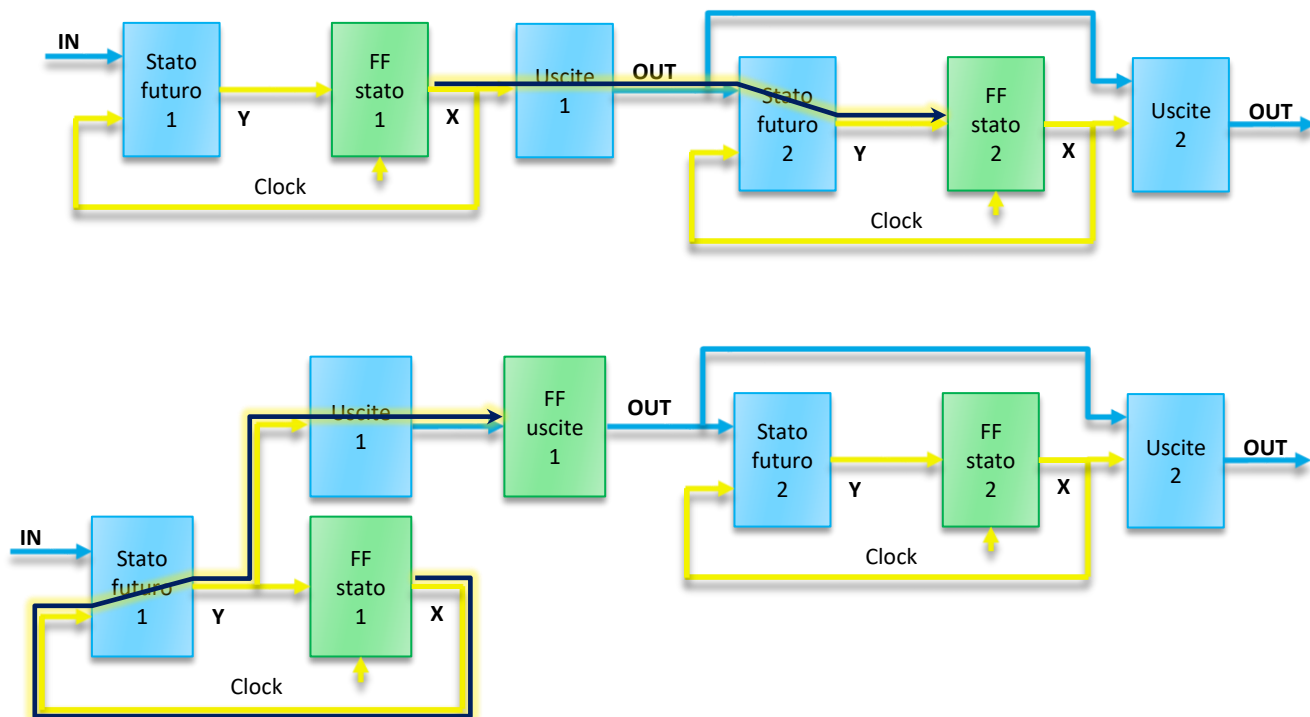 IN
Stato
futuro
1
Y
FF
stato
1
X
Clock
Uscite
1
OUT
Stato
futuro
2
Y
FF
stato
2
X
Clock
Uscite
2
OUT
Uscite
1
FF
uscite
1
OUT
IN
Stato
futuro
1
Y
FF
stato
1
X
Clock
Stato
futuro
2
Y
FF
stato
2
X
Clock
Uscite
2
OUT